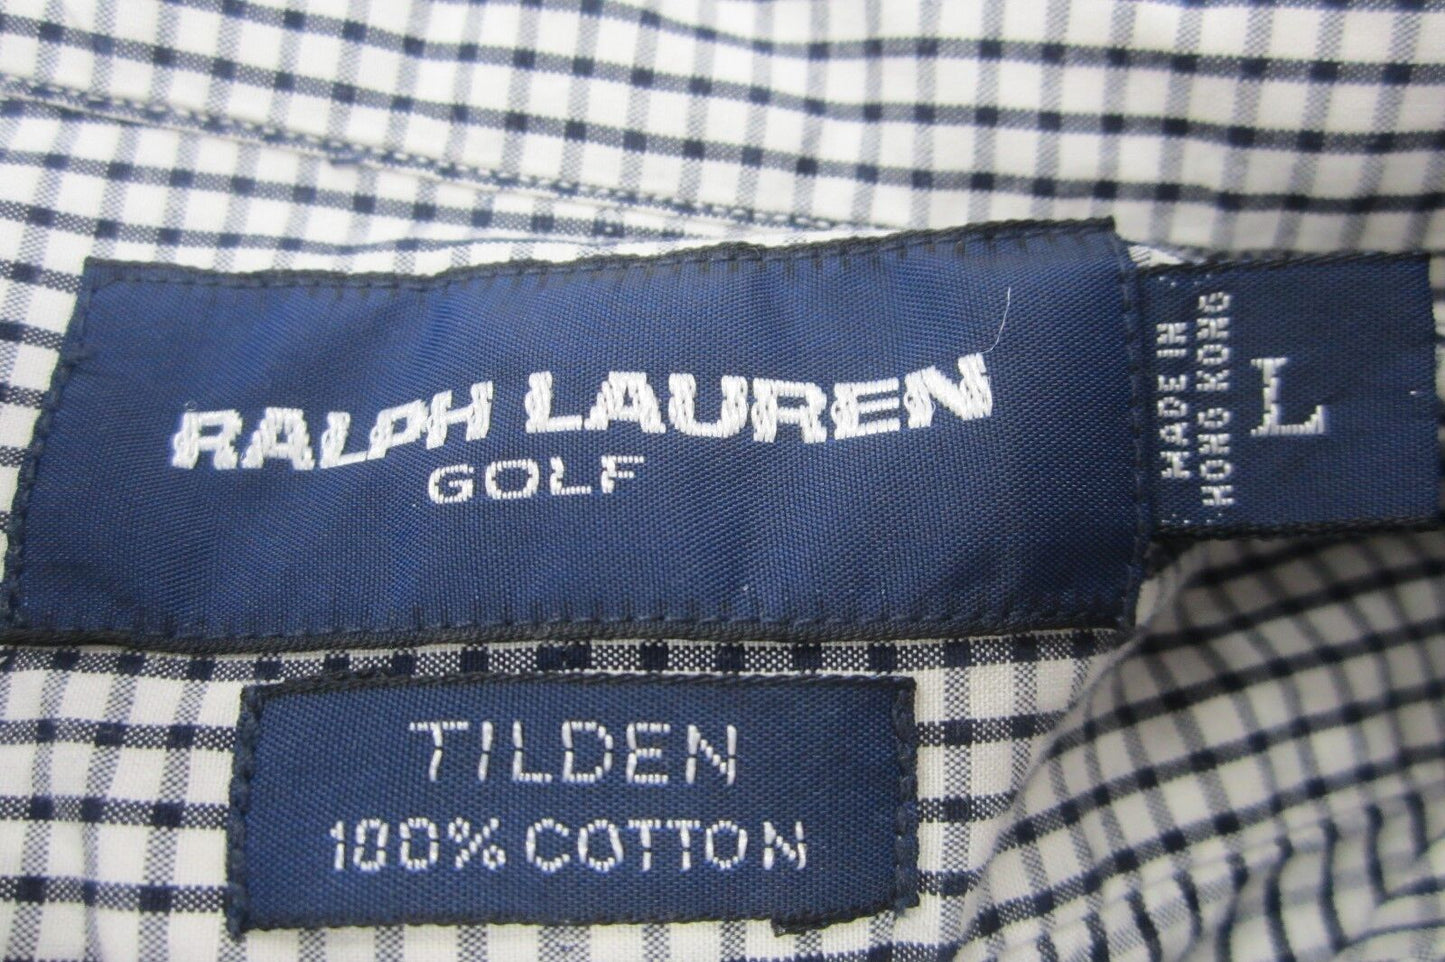 RALPH LAUREN
GOLF
MADE IN
HONG KONG
L
TILDEN
100% COTTON